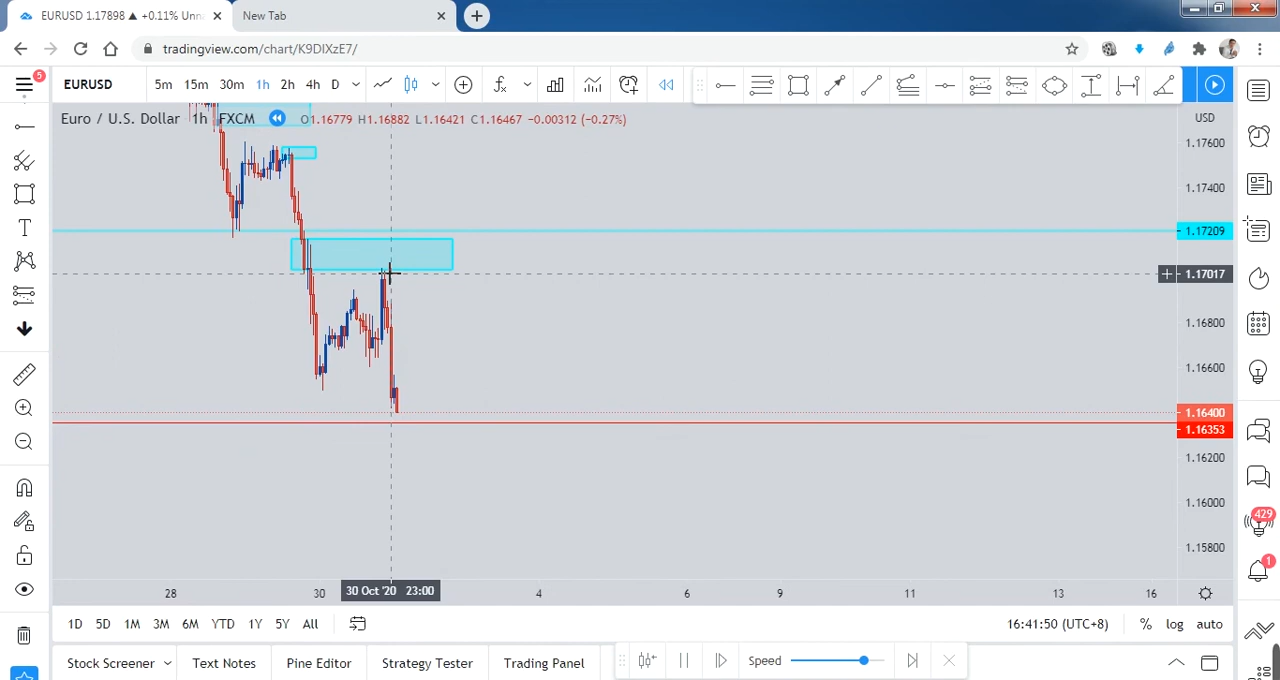 EURUSD 1.17898 ▲ +0.11% Unn
New Tab
tradingview.com/chart/K9DIXzE7/
5
EURUSD 5m 15m 30m 1h 2h 4h D
Euro / U.S. Dollar 1h FXCM O1.16779 H1.16882 L1.16421 C1.16467 −0.00312 (−0.27%)
USD
1.17600
1.17400
1.17209
1.17017
1.16800
1.16600
1.16400
1.16353
1.16200
1.16000
1.15800
429
1
28 30 30 Oct '20 23:00 4 6 9 11 13 16
1D 5D 1M 3M 6M YTD 1Y 5Y All 16:41:50 (UTC+8) % log auto
Stock Screener Text Notes Pine Editor Strategy Tester Trading Panel Speed